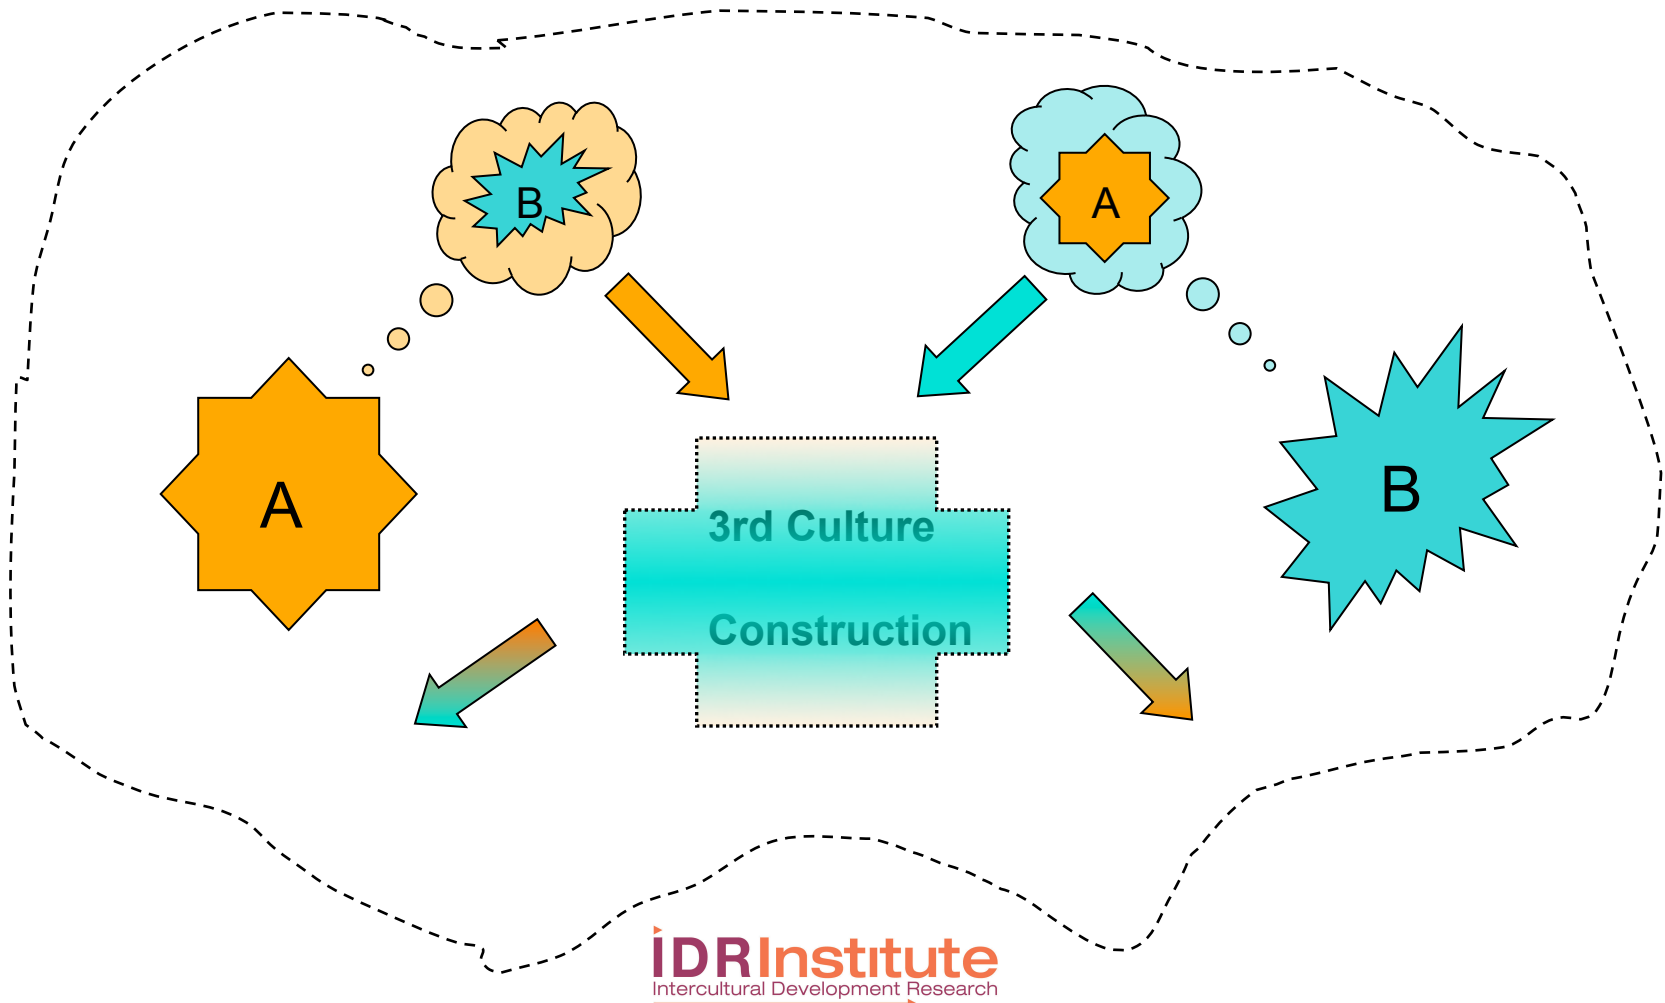 B
A
A
B
3rd Culture
Construction
IDRInstitute
Intercultural Development Research